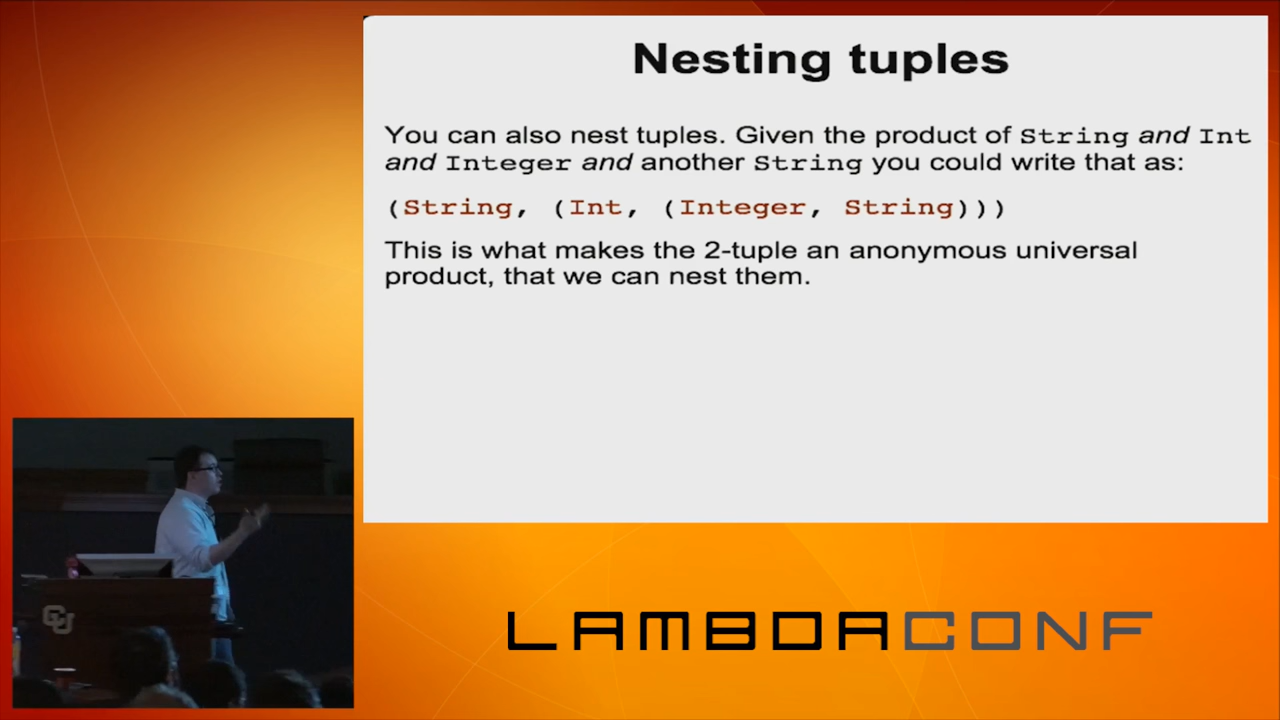 Nesting tuples
You can also nest tuples. Given the product of String and Int
and Integer and another String you could write that as:
(String, (Int, (Integer, String)))
This is what makes the 2-tuple an anonymous universal
product, that we can nest them.
CU
LAMBDACONF